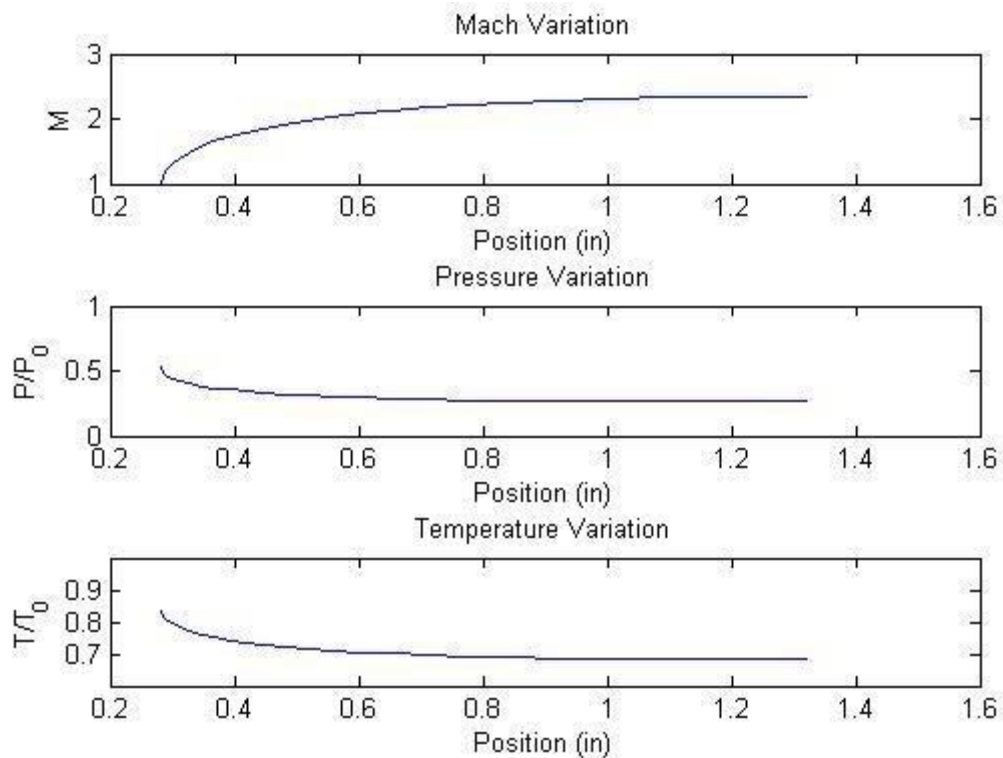 Mach Variation
3
2
1
M
0.2 0.4 0.6 0.8 1 1.2 1.4 1.6
Position (in)
Pressure Variation
1
0.5
0
P/P0
0.2 0.4 0.6 0.8 1 1.2 1.4 1.6
Position (in)
Temperature Variation
0.9
0.8
0.7
T/T0
0.2 0.4 0.6 0.8 1 1.2 1.4 1.6
Position (in)